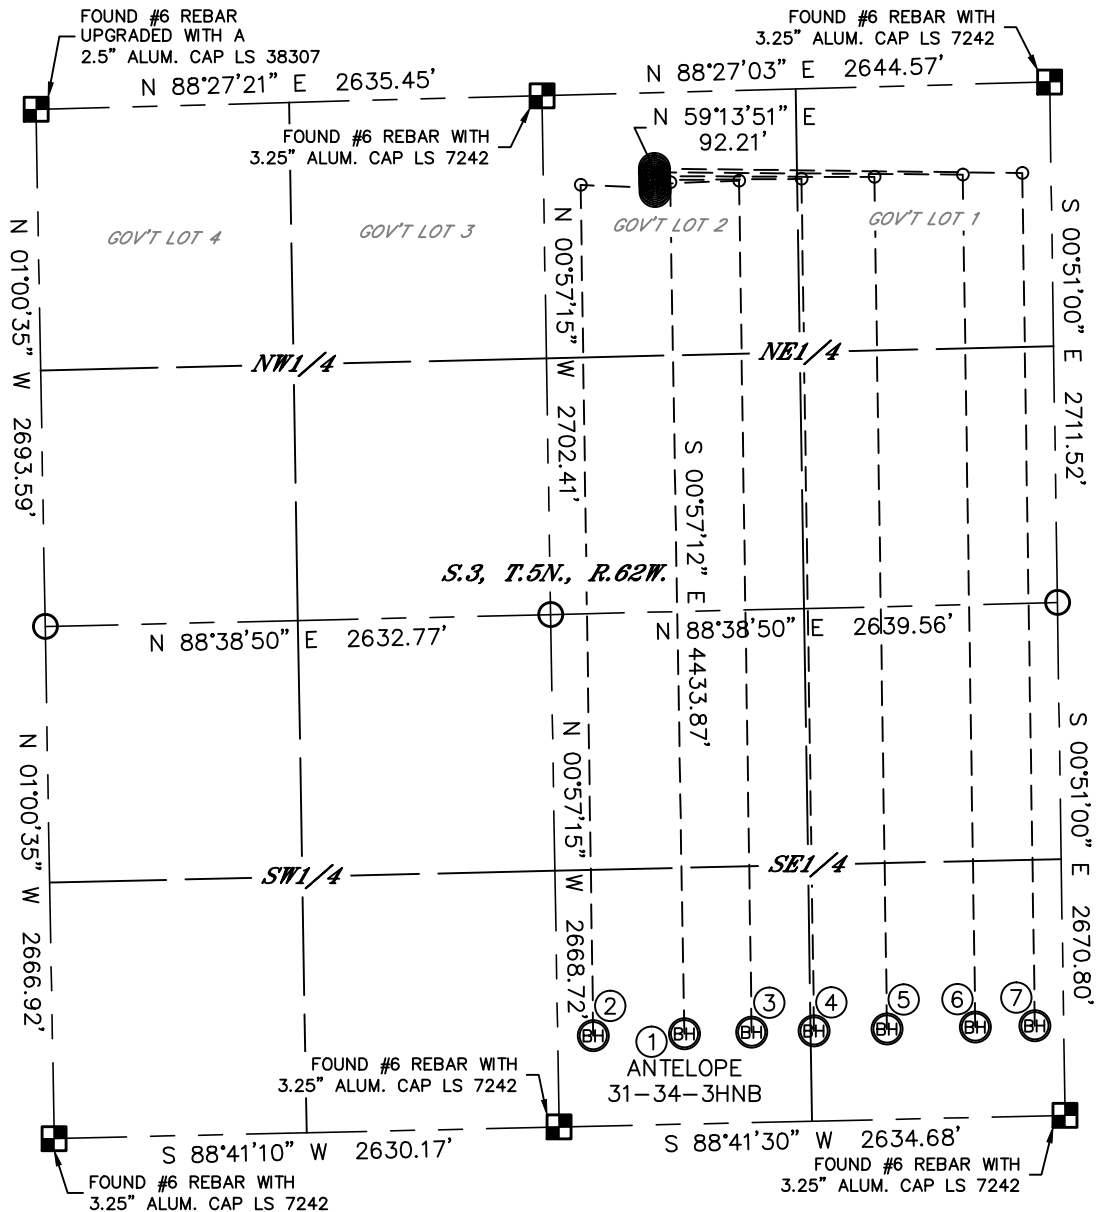 FOUND #6 REBAR
UPGRADED WITH A
2.5" ALUM. CAP LS 38307
FOUND #6 REBAR WITH
3.25" ALUM. CAP LS 7242
N 88°27'21" E 2635.45'
N 88°27'03" E 2644.57'
FOUND #6 REBAR WITH
3.25" ALUM. CAP LS 7242
N 59°13'51" E
92.21'
GOV'T LOT 4
GOV'T LOT 3
GOV'T LOT 2
GOV'T LOT 1
N 01°00'35" W 2693.59'
N 00°57'15" W 2702.41'
S 00°51'00" E 2711.52'
NW1/4
NE1/4
S 00°57'12" E 4433.87'
S.3, T.5N., R.62W.
N 88°38'50" E 2632.77'
N 88°38'50" E 2639.56'
N 01°00'35" W 2666.92'
N 00°57'15" W 2668.72'
S 00°51'00" E 2670.80'
SW1/4
SE1/4
2
3
4
5
6
7
1
BH
BH
BH
BH
BH
BH
BH
ANTELOPE
31-34-3HNB
FOUND #6 REBAR WITH
3.25" ALUM. CAP LS 7242
S 88°41'10" W 2630.17'
S 88°41'30" W 2634.68'
FOUND #6 REBAR WITH
3.25" ALUM. CAP LS 7242
FOUND #6 REBAR WITH
3.25" ALUM. CAP LS 7242